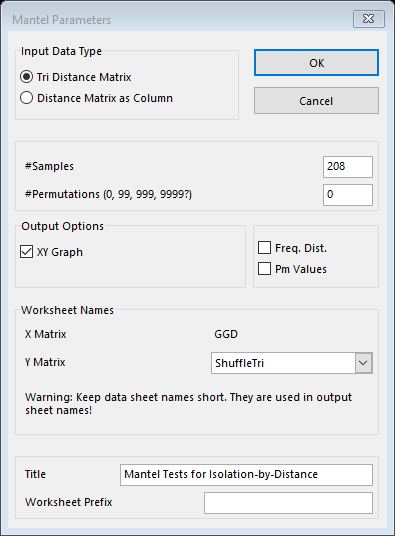 Mantel Parameters
Input Data Type
Tri Distance Matrix
Distance Matrix as Column
OK
Cancel
#Samples 208
#Permutations (0, 99, 999, 9999?) 0
Output Options
XY Graph
Freq. Dist.
Pm Values
Worksheet Names
X Matrix GGD
Y Matrix ShuffleTri
Warning: Keep data sheet names short. They are used in output
sheet names!
Title Mantel Tests for Isolation-by-Distance
Worksheet Prefix